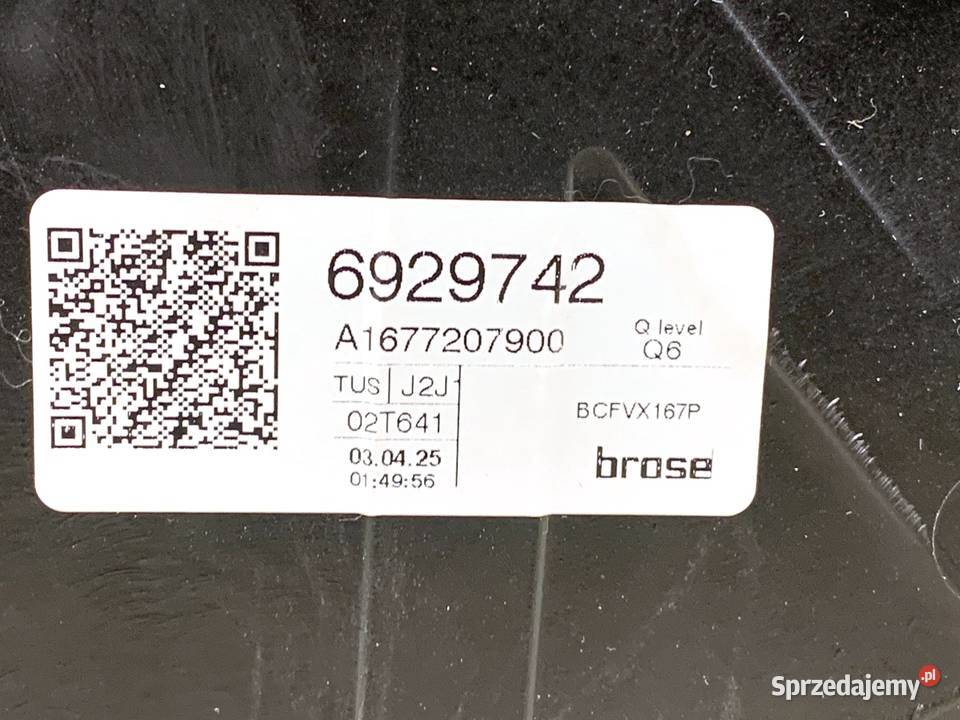 6929742
A1677207900
Q level
Q6
TUS J2J
02T641
BCFVX167P
03.04.25
01:49:56
brose
Sprzedajemy.pl